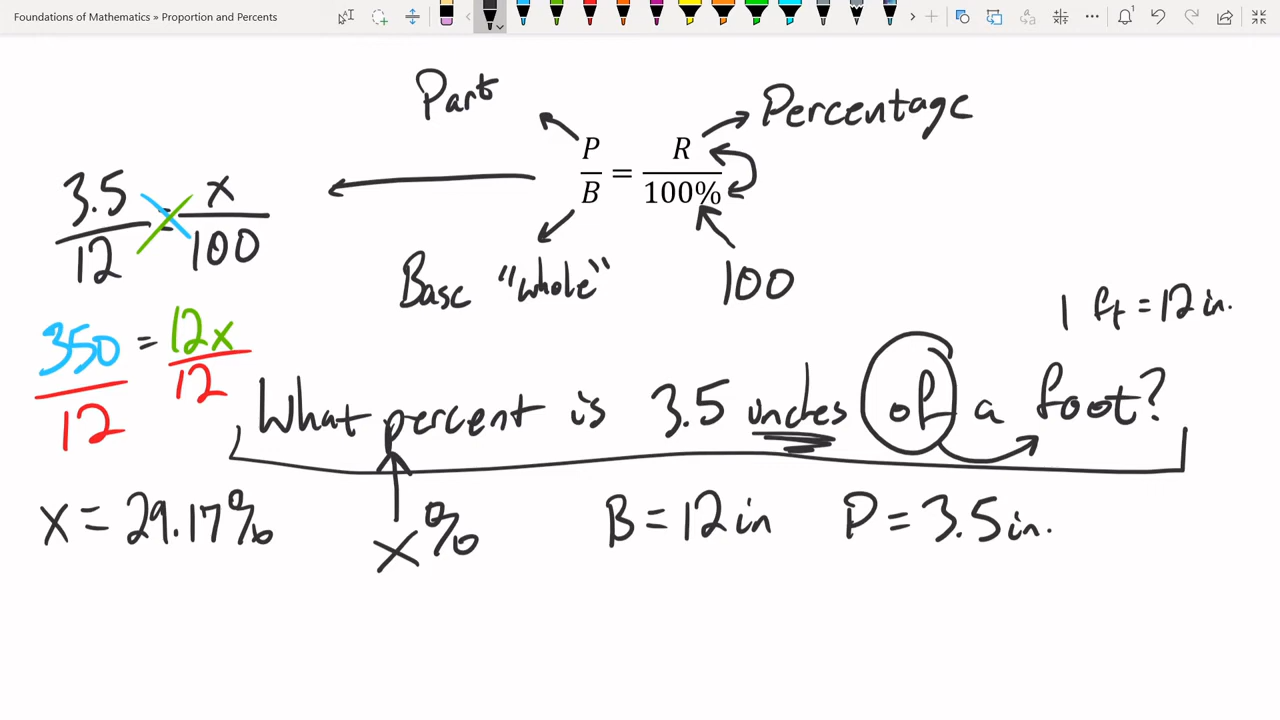 Foundations of Mathematics » Proportion and Percents
Part
Percentage
P/B = R/100%
3.5/12 = x/100
Base "whole"
100
1 ft = 12 in.
350/12 = 12x/12
What percent is 3.5 inches of a foot?
x = 29.17%
x%
B = 12 in
P = 3.5 in.